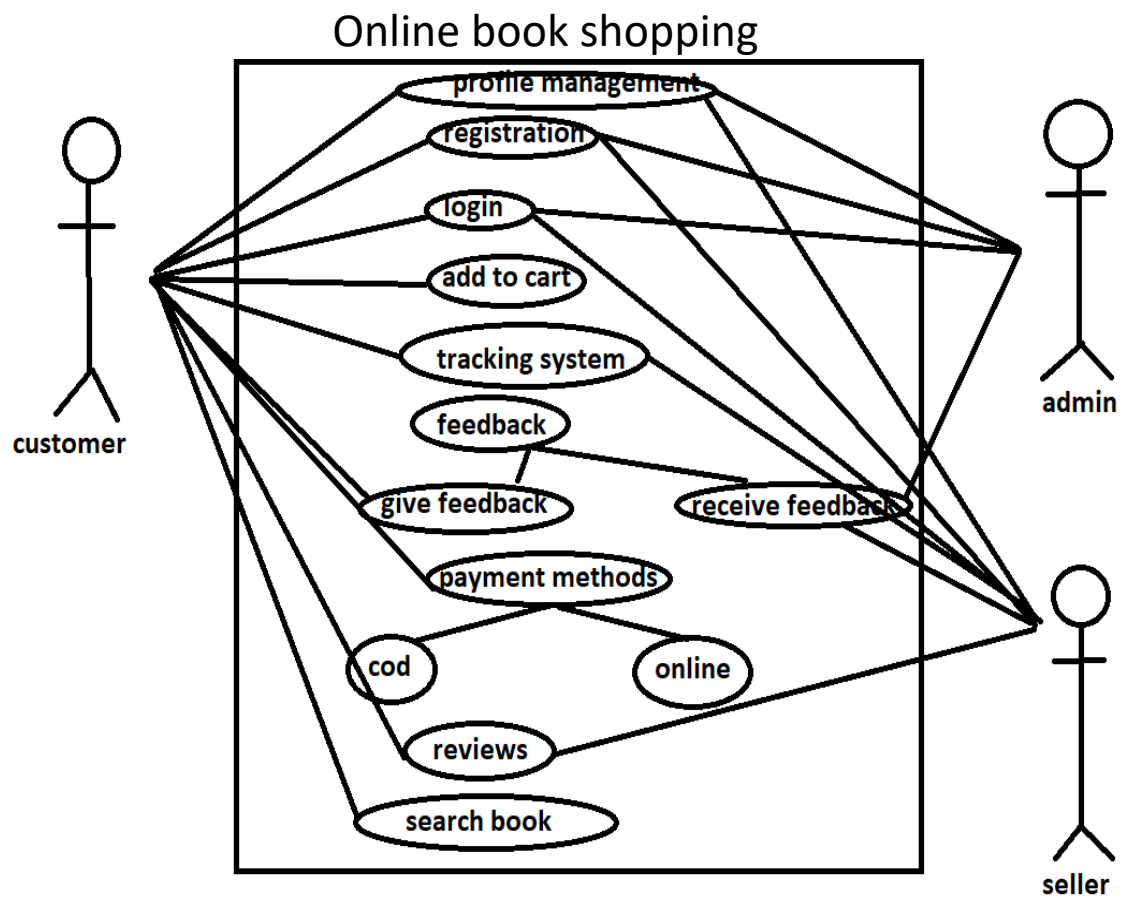 Online book shopping
profile management
registration
login
add to cart
tracking system
feedback
give feedback
receive feedback
payment methods
cod
online
reviews
search book
customer
admin
seller